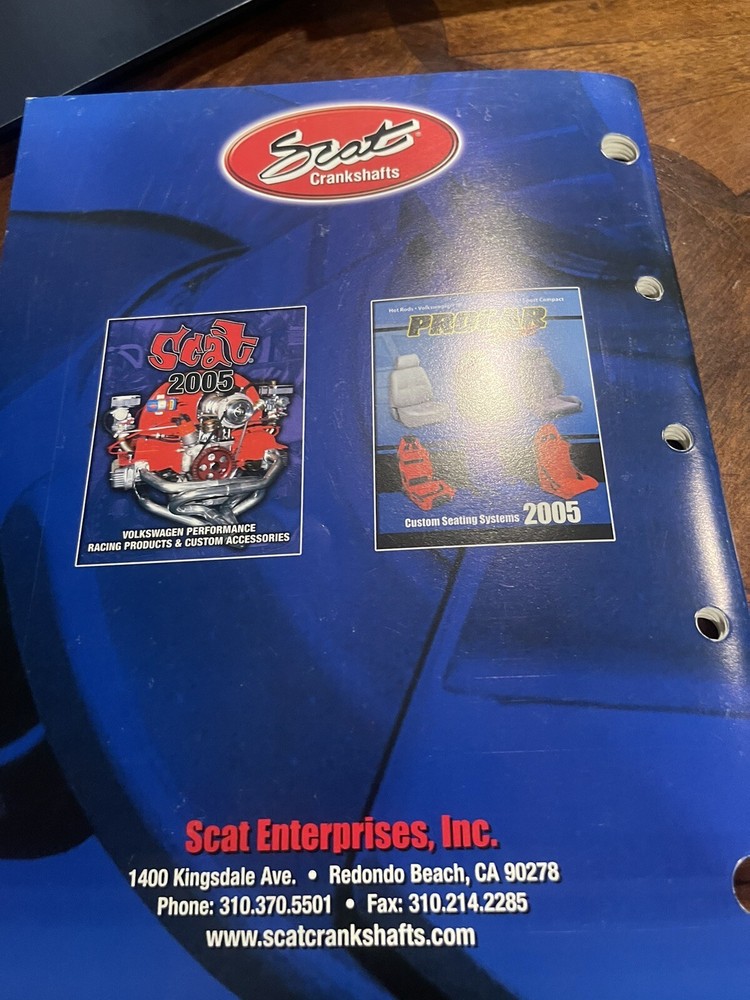 Scat®
Crankshafts
Scat®
2005
VOLKSWAGEN PERFORMANCE
RACING PRODUCTS & CUSTOM ACCESSORIES
Hot Rods • Volkswagen Sport Compact
PROCAR
Custom Seating Systems 2005
Scat Enterprises, Inc.
1400 Kingsdale Ave. • Redondo Beach, CA 90278
Phone: 310.370.5501 • Fax: 310.214.2285
www.scatcrankshafts.com